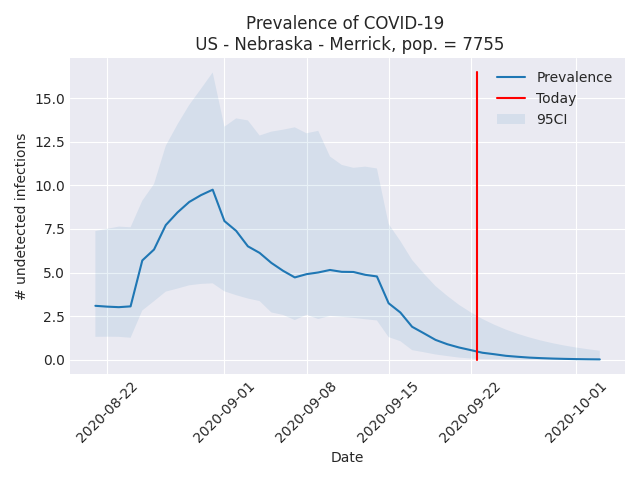 Prevalence of COVID-19
US - Nebraska - Merrick, pop. = 7755
Prevalence
Today
95CI
# undetected infections
15.0
12.5
10.0
7.5
5.0
2.5
0.0
2020-08-22
2020-09-01
2020-09-08
2020-09-15
2020-09-22
2020-10-01
Date